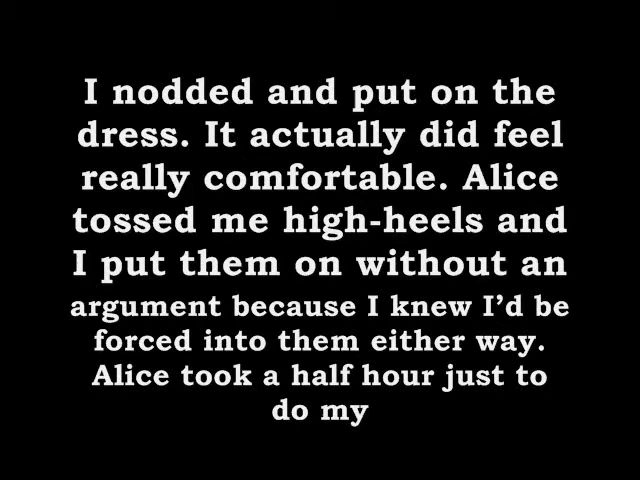 I nodded and put on the
dress. It actually did feel
really comfortable. Alice
tossed me high-heels and
I put them on without an
argument because I knew I’d be
forced into them either way.
Alice took a half hour just to
do my